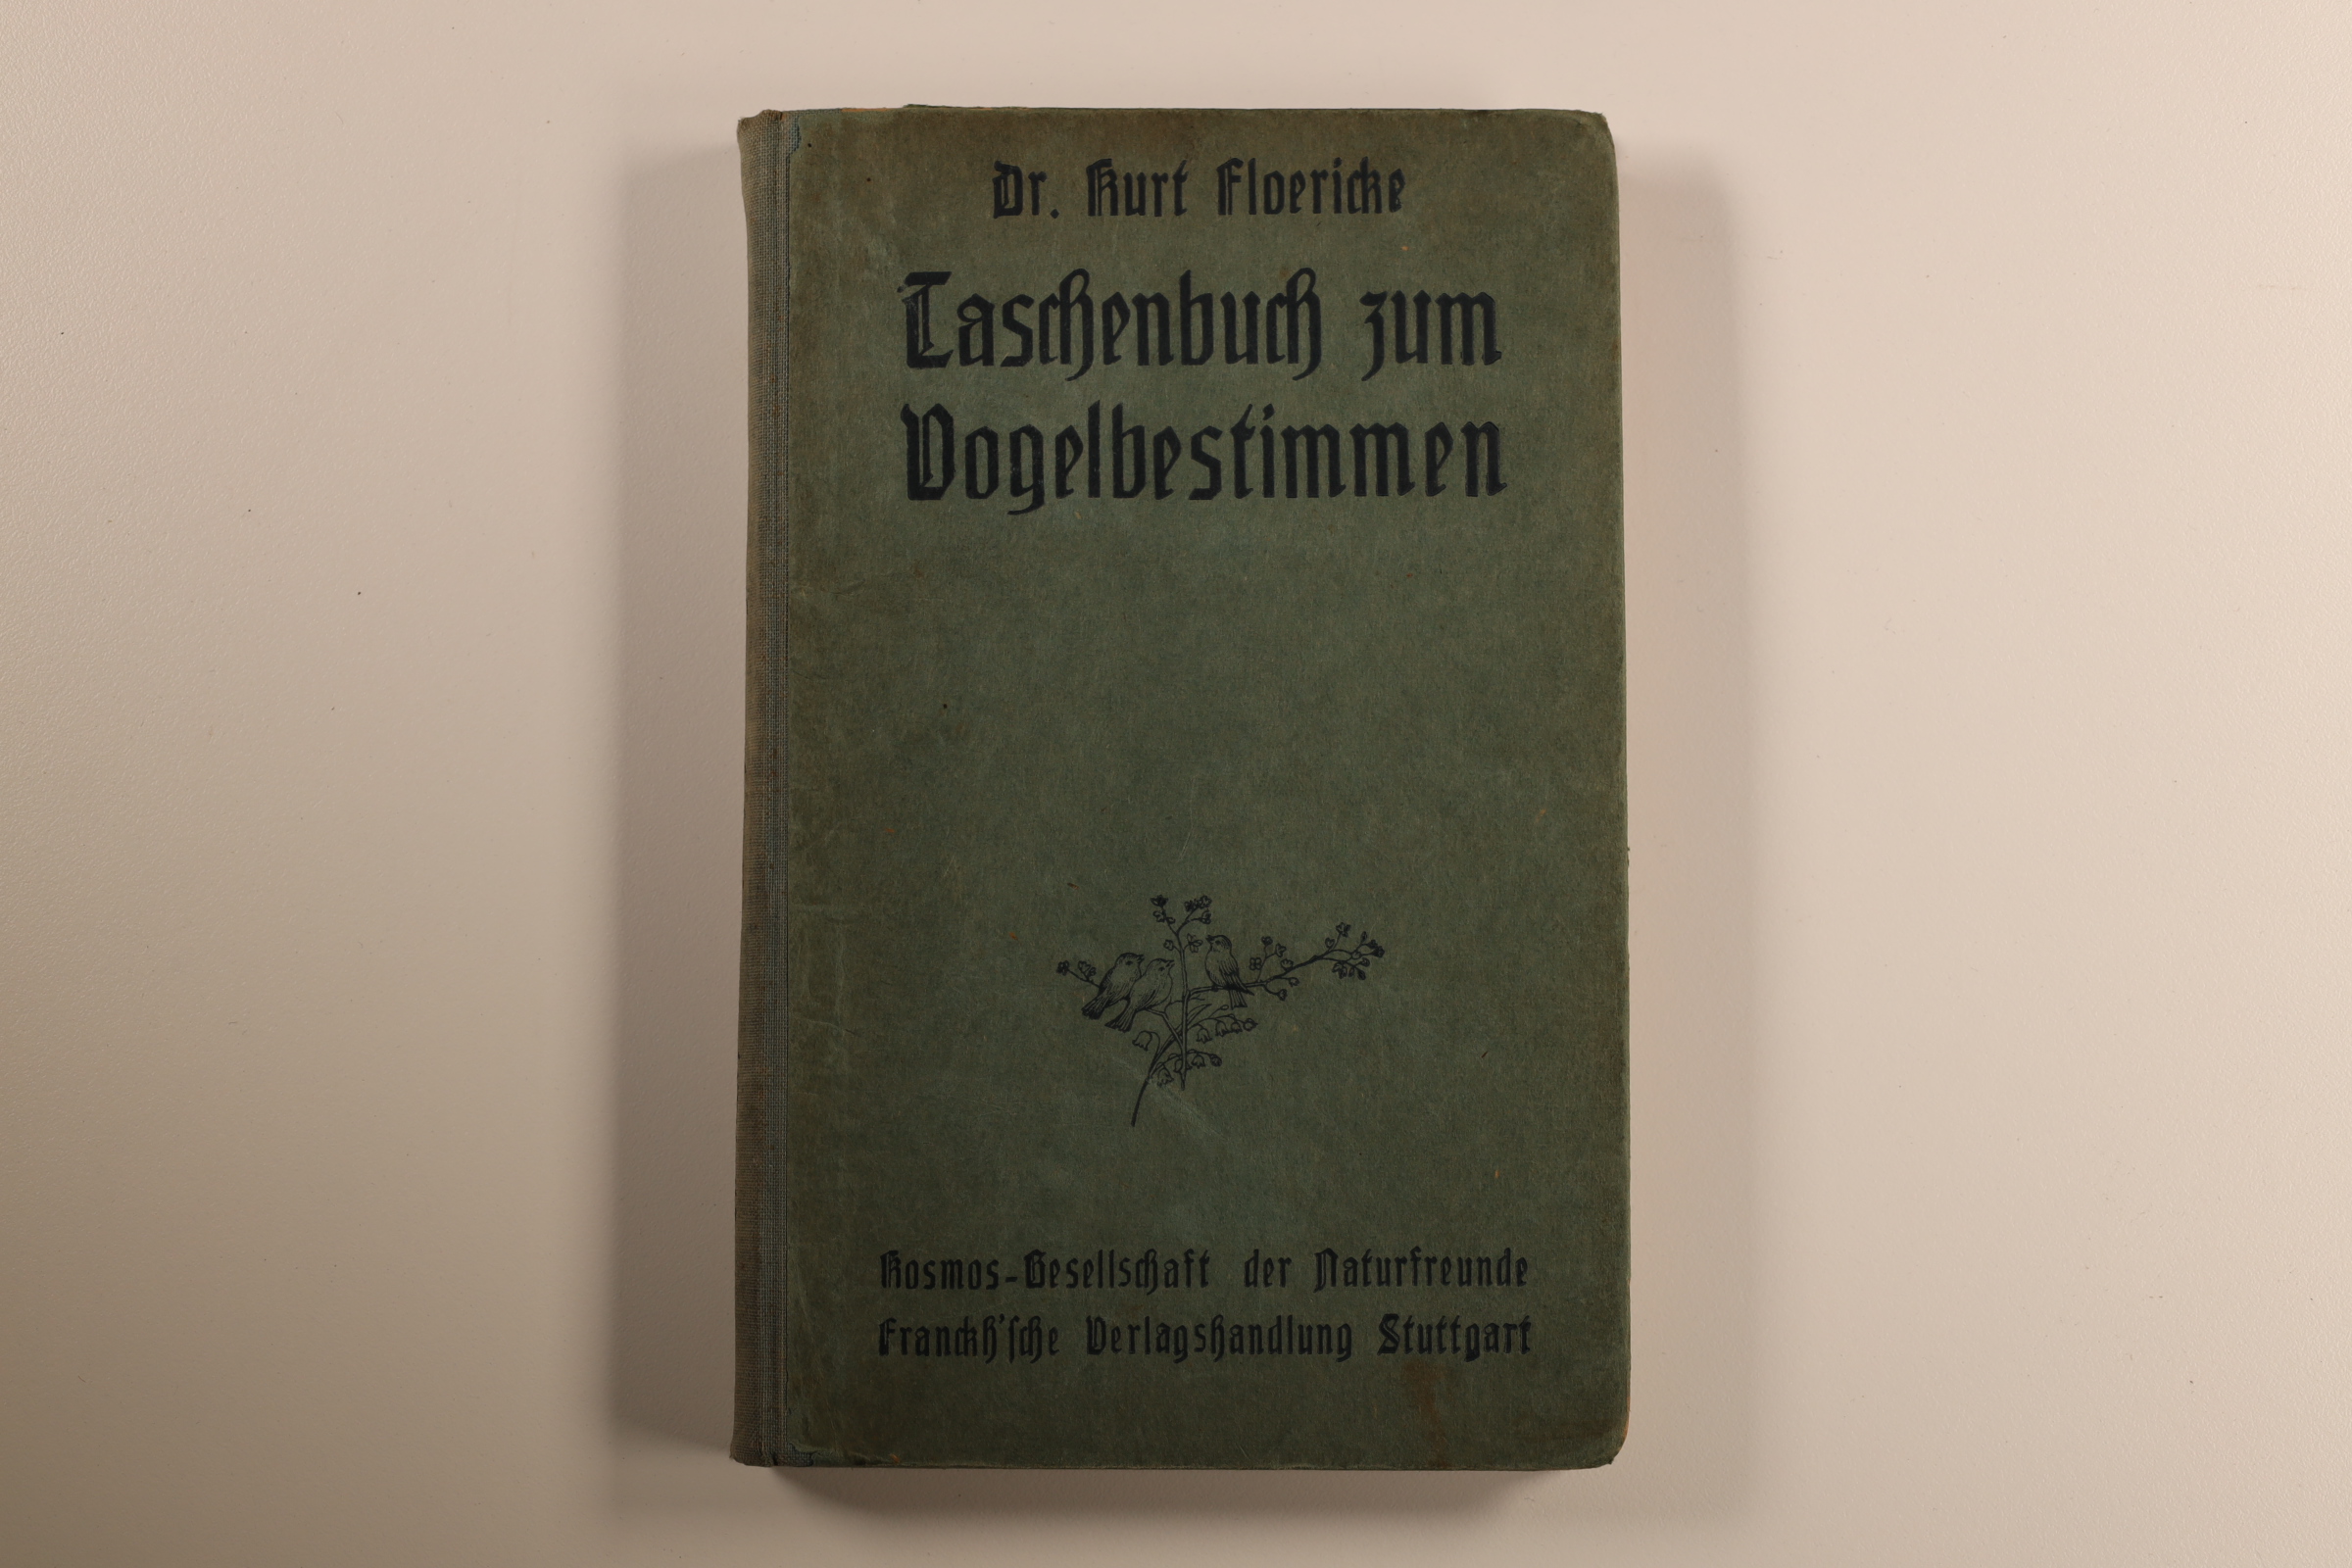 Dr. Kurt Floericke
Taschenbuch zum
Vogelbestimmen
Kosmos-Gesellschaft der Naturfreunde
Franckh'ſche Verlagshandlung Stuttgart